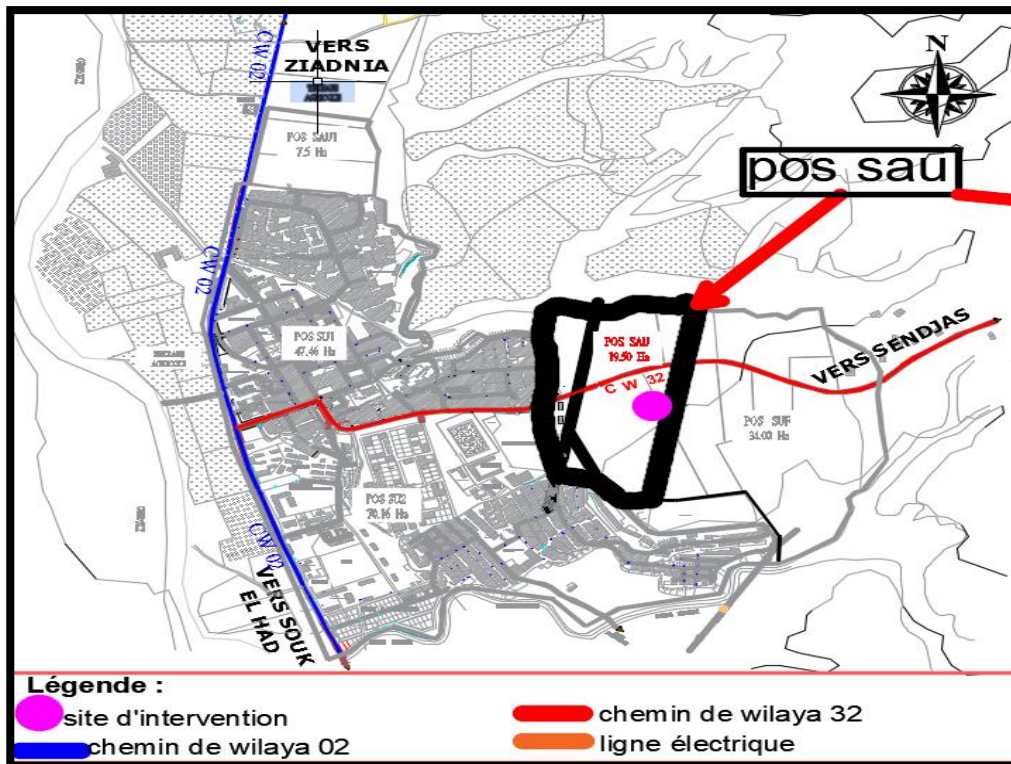 CW 02
VERS
ZIADNIA
N
POS SAU1
7.5 Ha
pos sau
CW 02
POS SU1
47.46 Ha
POS SAU
19.50 Ha
C W 32
VERS SENDJAS
POS SUF
34.00 Ha
POS SU2
70.16 Ha
CW 02
VERS SOUK
EL HAD
Légende :
site d'intervention
chemin de wilaya 32
chemin de wilaya 02
ligne électrique